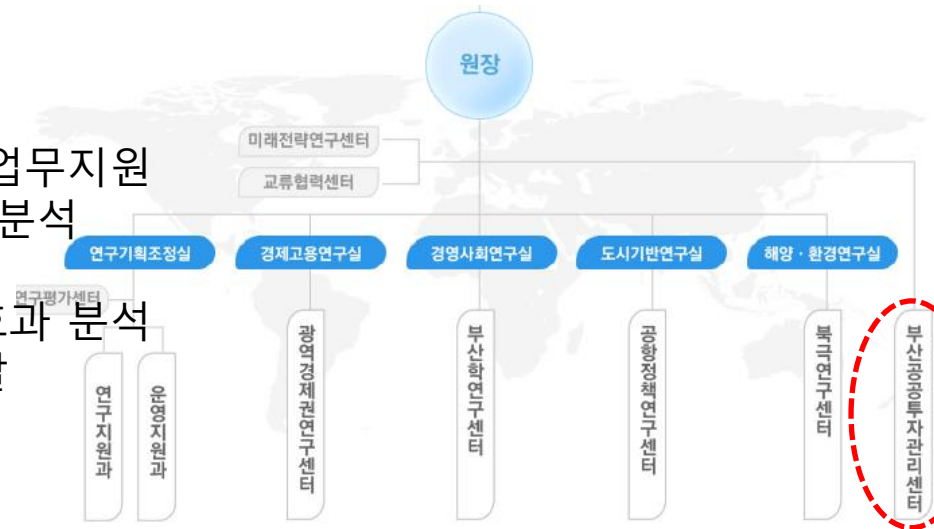 원장
미래전략연구센터
업무지원
교류협력센터
분석
연구기획조정실
경제고용연구실
경영사회연구실
도시기반연구실
해양·환경연구실
연구평가센터
분석
연구지원과
운영지원과
광역경제권연구센터
부산학연구센터
공항정책연구센터
북극연구센터
부산공공투자관리센터